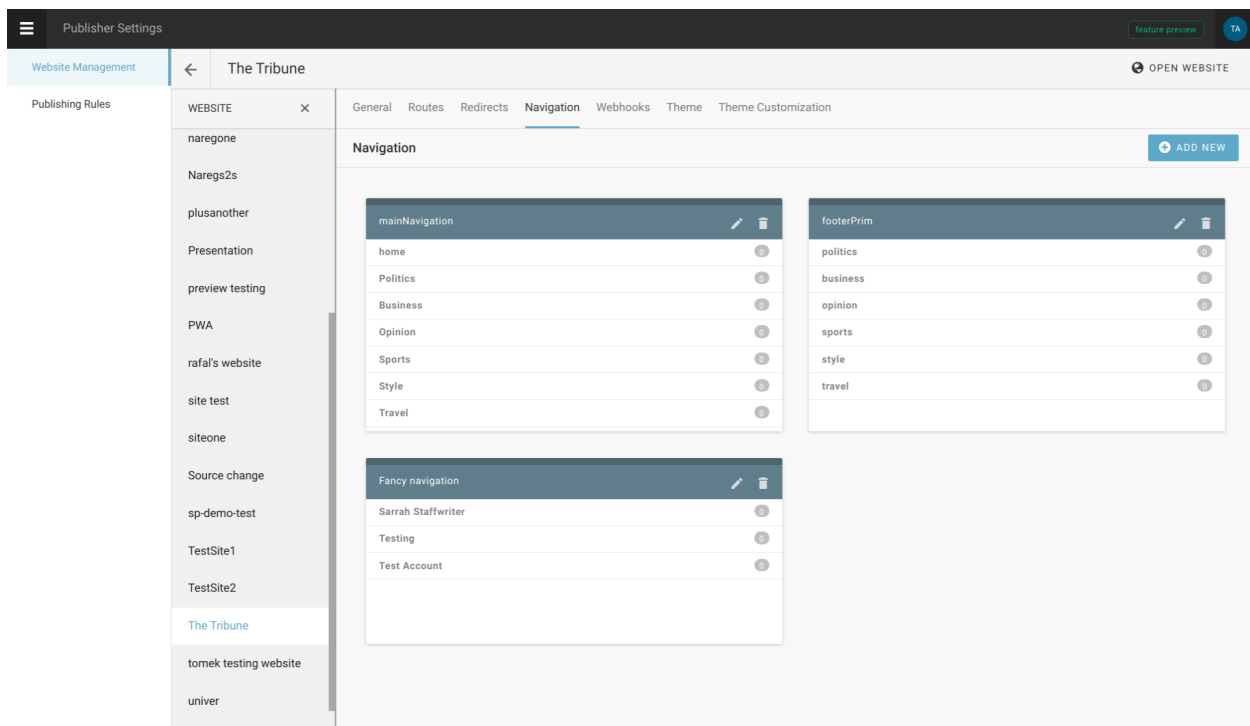 Publisher Settings
feature preview
TA
Website Management
Publishing Rules
The Tribune
OPEN WEBSITE
WEBSITE
naregone
Naregs2s
plusanother
Presentation
preview testing
PWA
rafal's website
site test
siteone
Source change
sp-demo-test
TestSite1
TestSite2
The Tribune
tomek testing website
univer
General Routes Redirects Navigation Webhooks Theme Theme Customization
Navigation
ADD NEW
mainNavigation
home 0
Politics 0
Business 0
Opinion 0
Sports 0
Style 0
Travel 0
footerPrim
politics 0
business 0
opinion 0
sports 0
style 0
travel 0
Fancy navigation
Sarrah Staffwriter 0
Testing 0
Test Account 0